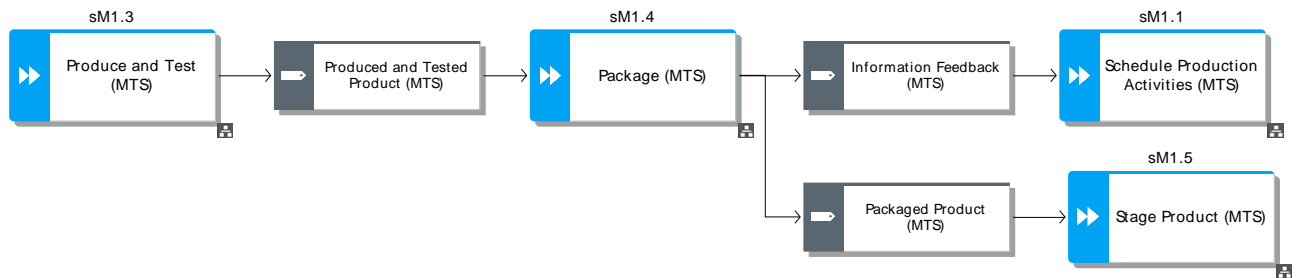 sM1.3
Produce and Test
(MTS)
Produced and Tested
Product (MTS)
sM1.4
Package (MTS)
Information Feedback
(MTS)
sM1.1
Schedule Production
Activities (MTS)
Packaged Product
(MTS)
sM1.5
Stage Product (MTS)